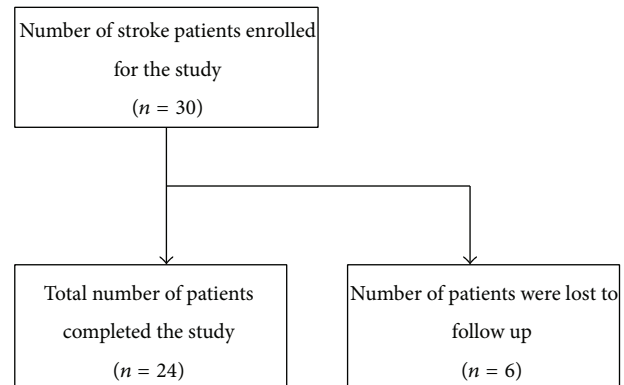 Number of stroke patients enrolled
for the study
(n = 30)
Total number of patients
completed the study
(n = 24)
Number of patients were lost to
follow up
(n = 6)